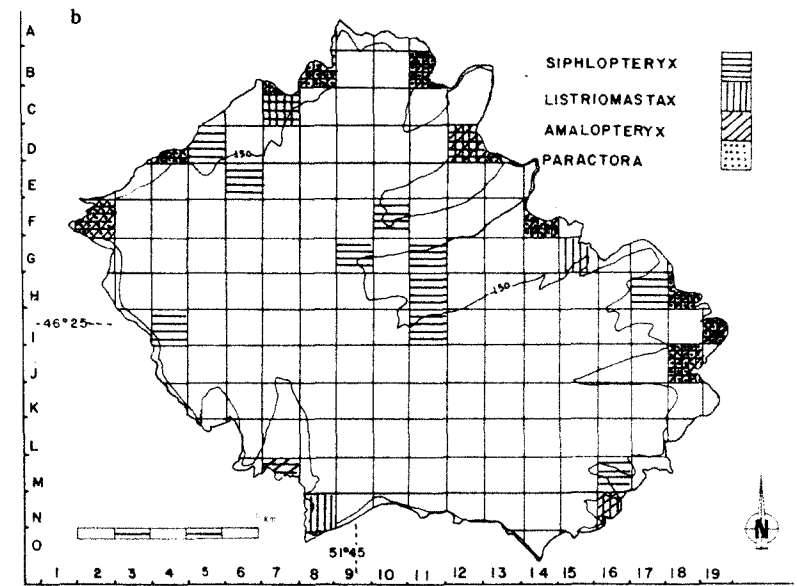 b
SIPHLOPTERYX
LISTRIOMASTAX
AMALOPTERYX
PARACTORA
A
B
C
D
E
F
G
H
I
J
K
L
M
N
O
150
150
46°25
km
51°45
N
1 2 3 4 5 6 7 8 9 10 11 12 13 14 15 16 17 18 19